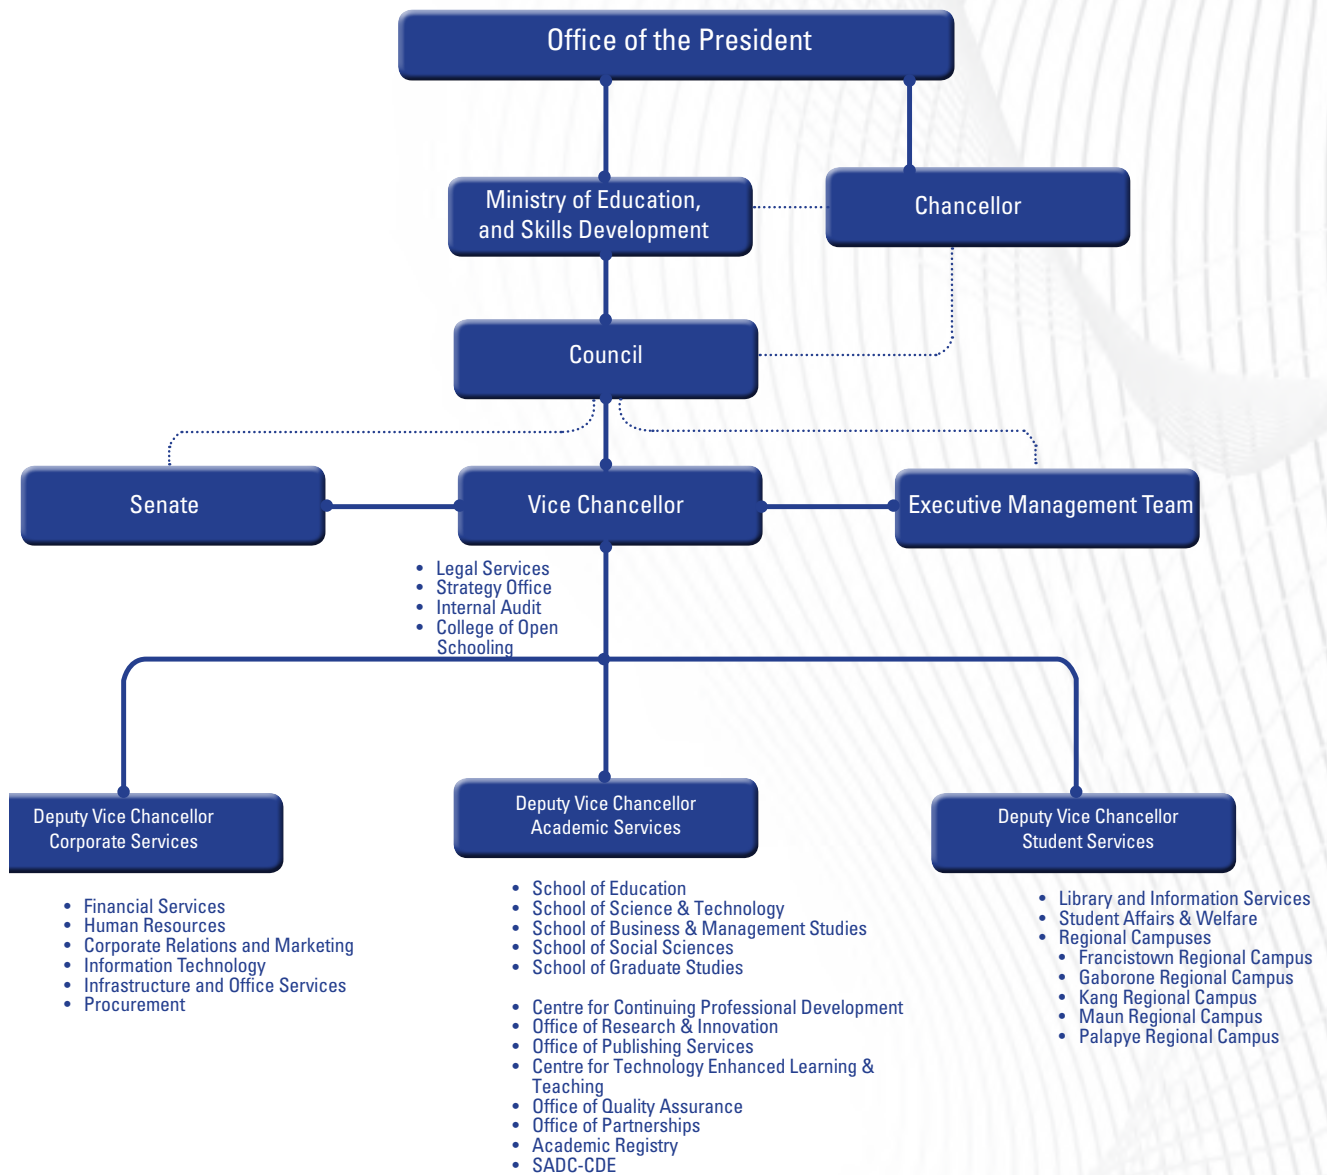 Office of the President
Ministry of Education,
and Skills Development
Chancellor
Council
Senate
Vice Chancellor
Executive Management Team
• Legal Services
• Strategy Office
• Internal Audit
• College of Open
Schooling
Deputy Vice Chancellor
Corporate Services
• Financial Services
• Human Resources
• Corporate Relations and Marketing
• Information Technology
• Infrastructure and Office Services
• Procurement
Deputy Vice Chancellor
Academic Services
• School of Education
• School of Science & Technology
• School of Business & Management Studies
• School of Social Sciences
• School of Graduate Studies
• Centre for Continuing Professional Development
• Office of Research & Innovation
• Office of Publishing Services
• Centre for Technology Enhanced Learning &
Teaching
• Office of Quality Assurance
• Office of Partnerships
• Academic Registry
• SADC-CDE
Deputy Vice Chancellor
Student Services
• Library and Information Services
• Student Affairs & Welfare
• Regional Campuses
• Francistown Regional Campus
• Gaborone Regional Campus
• Kang Regional Campus
• Maun Regional Campus
• Palapye Regional Campus